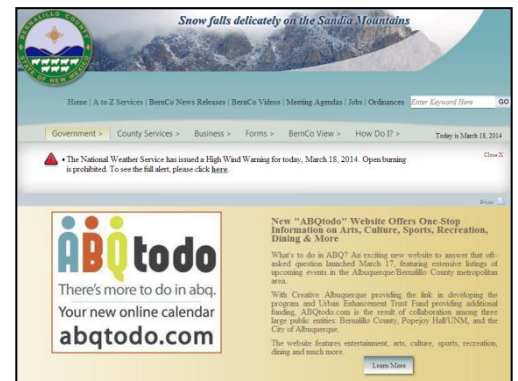 Snow falls delicately on the Sandia Mountains
BERNALILLO COUNTY
STATE OF NEW MEXICO
Home | A to Z Services | BernCo News Releases | BernCo Videos | Meeting Agendas | Jobs | Ordinances Enter Keyword Here GO
Government > County Services > Business > Forms > BernCo View > How Do I? > Today is March 18, 2014
Close X
• The National Weather Service has issued a High Wind Warning for today, March 18, 2014. Open burning
is prohibited. To see the full alert, please click here.
Print
ABQtodo
There's more to do in abq.
Your new online calendar
abqtodo.com
New "ABQtodo" Website Offers One-Stop
Information on Arts, Culture, Sports, Recreation,
Dining & More
What's to do in ABQ? An exciting new website to answer that oft-
asked question launched March 17, featuring extensive listings of
upcoming events in the Albuquerque/Bernalillo County metropolitan
area.
With Creative Albuquerque providing the link in developing the
program and Urban Enhancement Trust Fund providing additional
funding, ABQtodo.com is the result of collaboration among three
large public entities: Bernalillo County, Popejoy Hall/UNM, and the
City of Albuquerque.
The website features entertainment, arts, culture, sports, recreation,
dining and much more.
Learn More